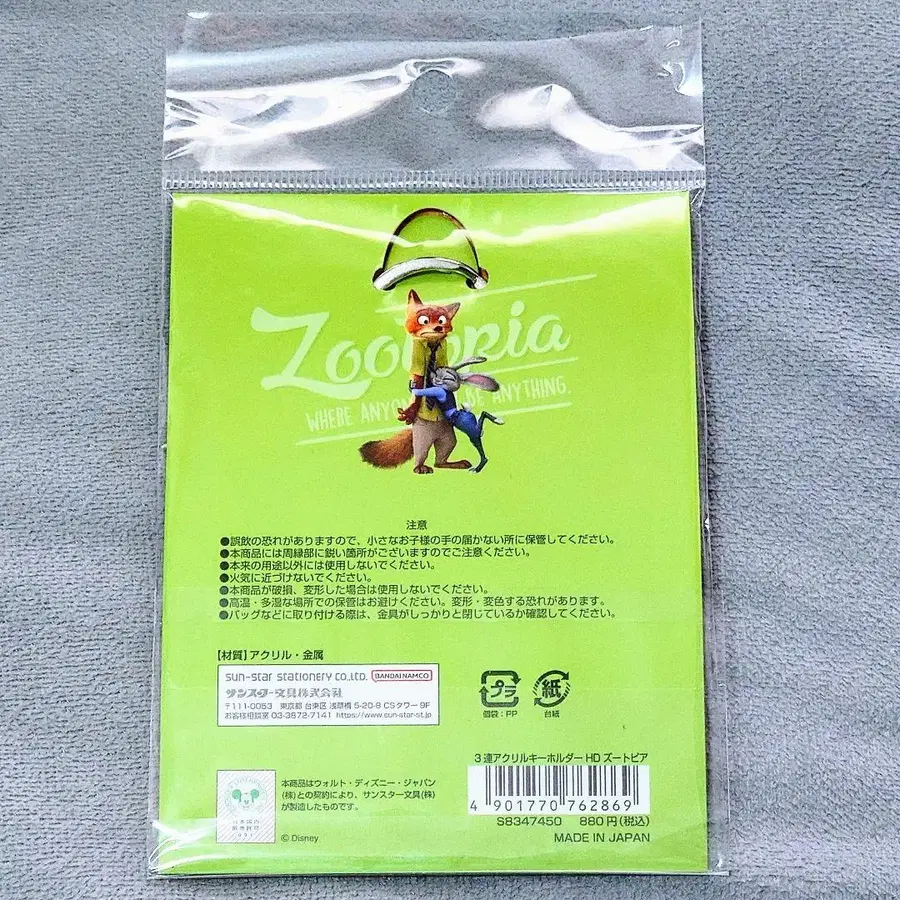 Zootopia
WHERE ANYO BE ANYTHING.
注意
●誤飲の恐れがありますので、小さなお子様の手の届かない所に保管してください。
●本商品には周縁部に鋭い箇所がございますのでご注意ください。
●本来の用途以外には使用しないでください。
●火気に近づけないでください。
●本商品が破損、変形した場合は使用しないでください。
●高温・多湿な場所での保管はお避けください。変形・変色する恐れがあります。
●バッグなどに取り付ける際は、金具がしっかりと閉じているか確認してください。
【材質】アクリル・金属
sun-star stationery co.,ltd. BANDAI NAMCO
サンスター文具株式会社
〒111-0053 東京都 台東区 浅草橋 5-20-8 CSタワー 9F
お客様相談室 03-3872-7141 https://www.sun-star-st.jp
プラ 紙
個袋：PP 台紙
3連アクリルキーホルダー HD ズートピア
4 901770 762869
S8347450 880円(税込)
MADE IN JAPAN
本商品はウォルト・ディズニー・ジャパン
(株)との契約により、サンスター文具(株)
が製造したものです。
© Disney
日本国内
販売許可